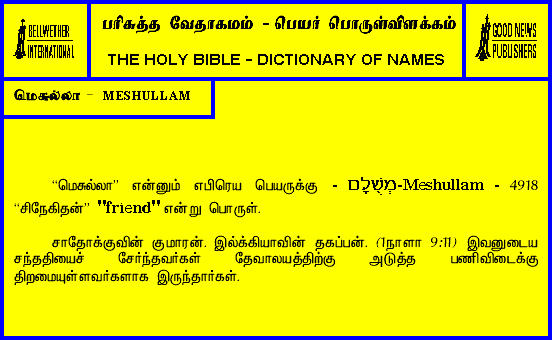 BELLWETHER
INTERNATIONAL
பரிசுத்த வேதாகமம் - பெயர் பொருள்விளக்கம்
THE HOLY BIBLE - DICTIONARY OF NAMES
GOOD NEWS
PUBLISHERS
மெசுல்லா - MESHULLAM
“மெசுல்லா” என்னும் எபிரெய பெயருக்கு - מְשֻׁלָּם-Meshullam - 4918
“சிநேகிதன்” "friend" என்று பொருள்.
சாதோக்குவின் குமாரன். இல்க்கியாவின் தகப்பன். (1நாளா 9:11) இவனுடைய
சந்ததியைச் சேர்ந்தவர்கள் தேவாலயத்திற்கு அடுத்த பணிவிடைக்கு
திறமையுள்ளவர்களாக இருந்தார்கள்.